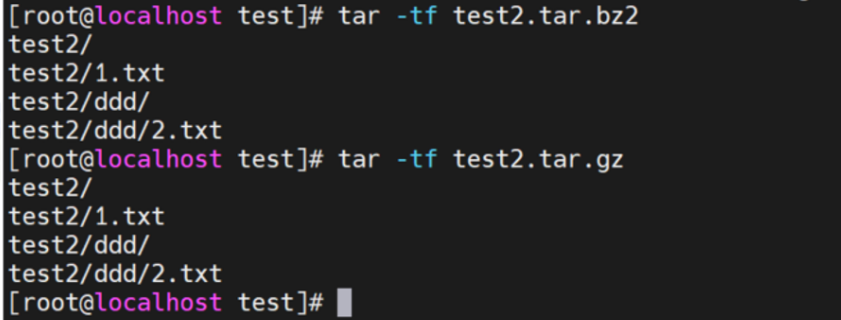 [root@localhost test]# tar -tf test2.tar.bz2
test2/
test2/1.txt
test2/ddd/
test2/ddd/2.txt
[root@localhost test]# tar -tf test2.tar.gz
test2/
test2/1.txt
test2/ddd/
test2/ddd/2.txt
[root@localhost test]#